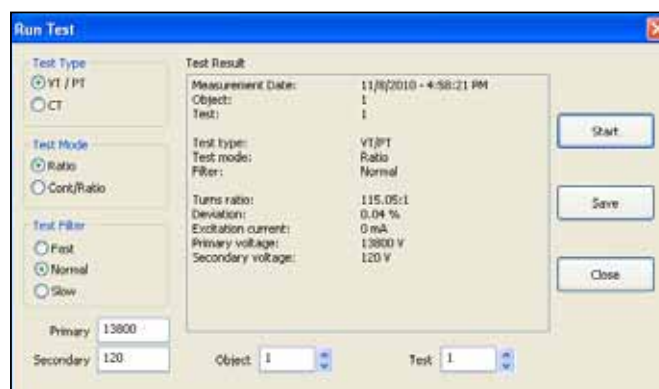 Run Test
Test Type
VT / PT
CT
Test Mode
Ratio
Cont/Ratio
Test Filter
Fast
Normal
Slow
Primary 13800
Secondary 120
Test Result
Measurement Date: 11/8/2010 - 4:58:21 PM
Object: 1
Test: 1
Test type: VT/PT
Test mode: Ratio
Filter: Normal
Turns ratio: 115.05:1
Deviation: 0.04 %
Excitation current: 0 mA
Primary voltage: 13800 V
Secondary voltage: 120 V
Object 1
Test 1
Start
Save
Close